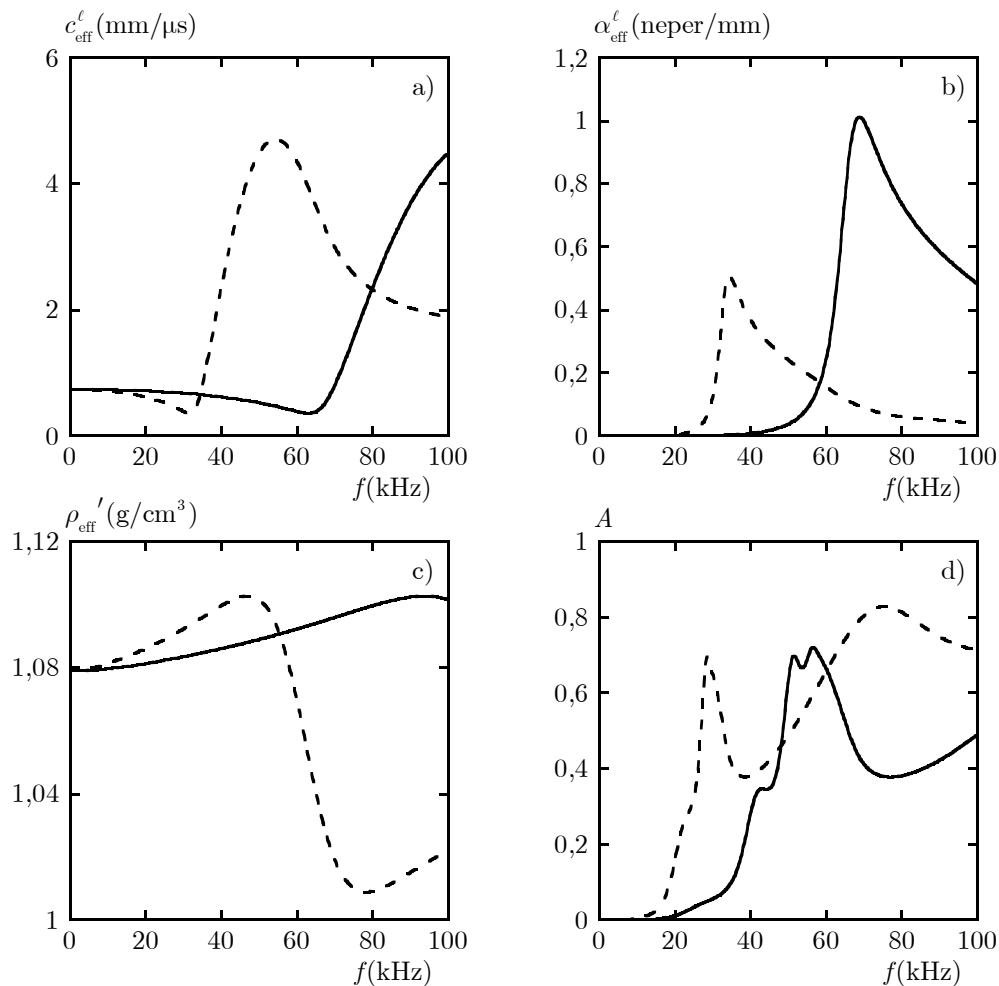 c_eff^ℓ (mm/μs)
6
a)
4
2
0
0 20 40 60 80 100
f(kHz)
α_eff^ℓ (neper/mm)
1,2
b)
1
0,8
0,6
0,4
0,2
0
0 20 40 60 80 100
f(kHz)
ρ_eff′ (g/cm³)
1,12
c)
1,08
1,04
1
0 20 40 60 80 100
f(kHz)
A
1
d)
0,8
0,6
0,4
0,2
0
0 20 40 60 80 100
f(kHz)